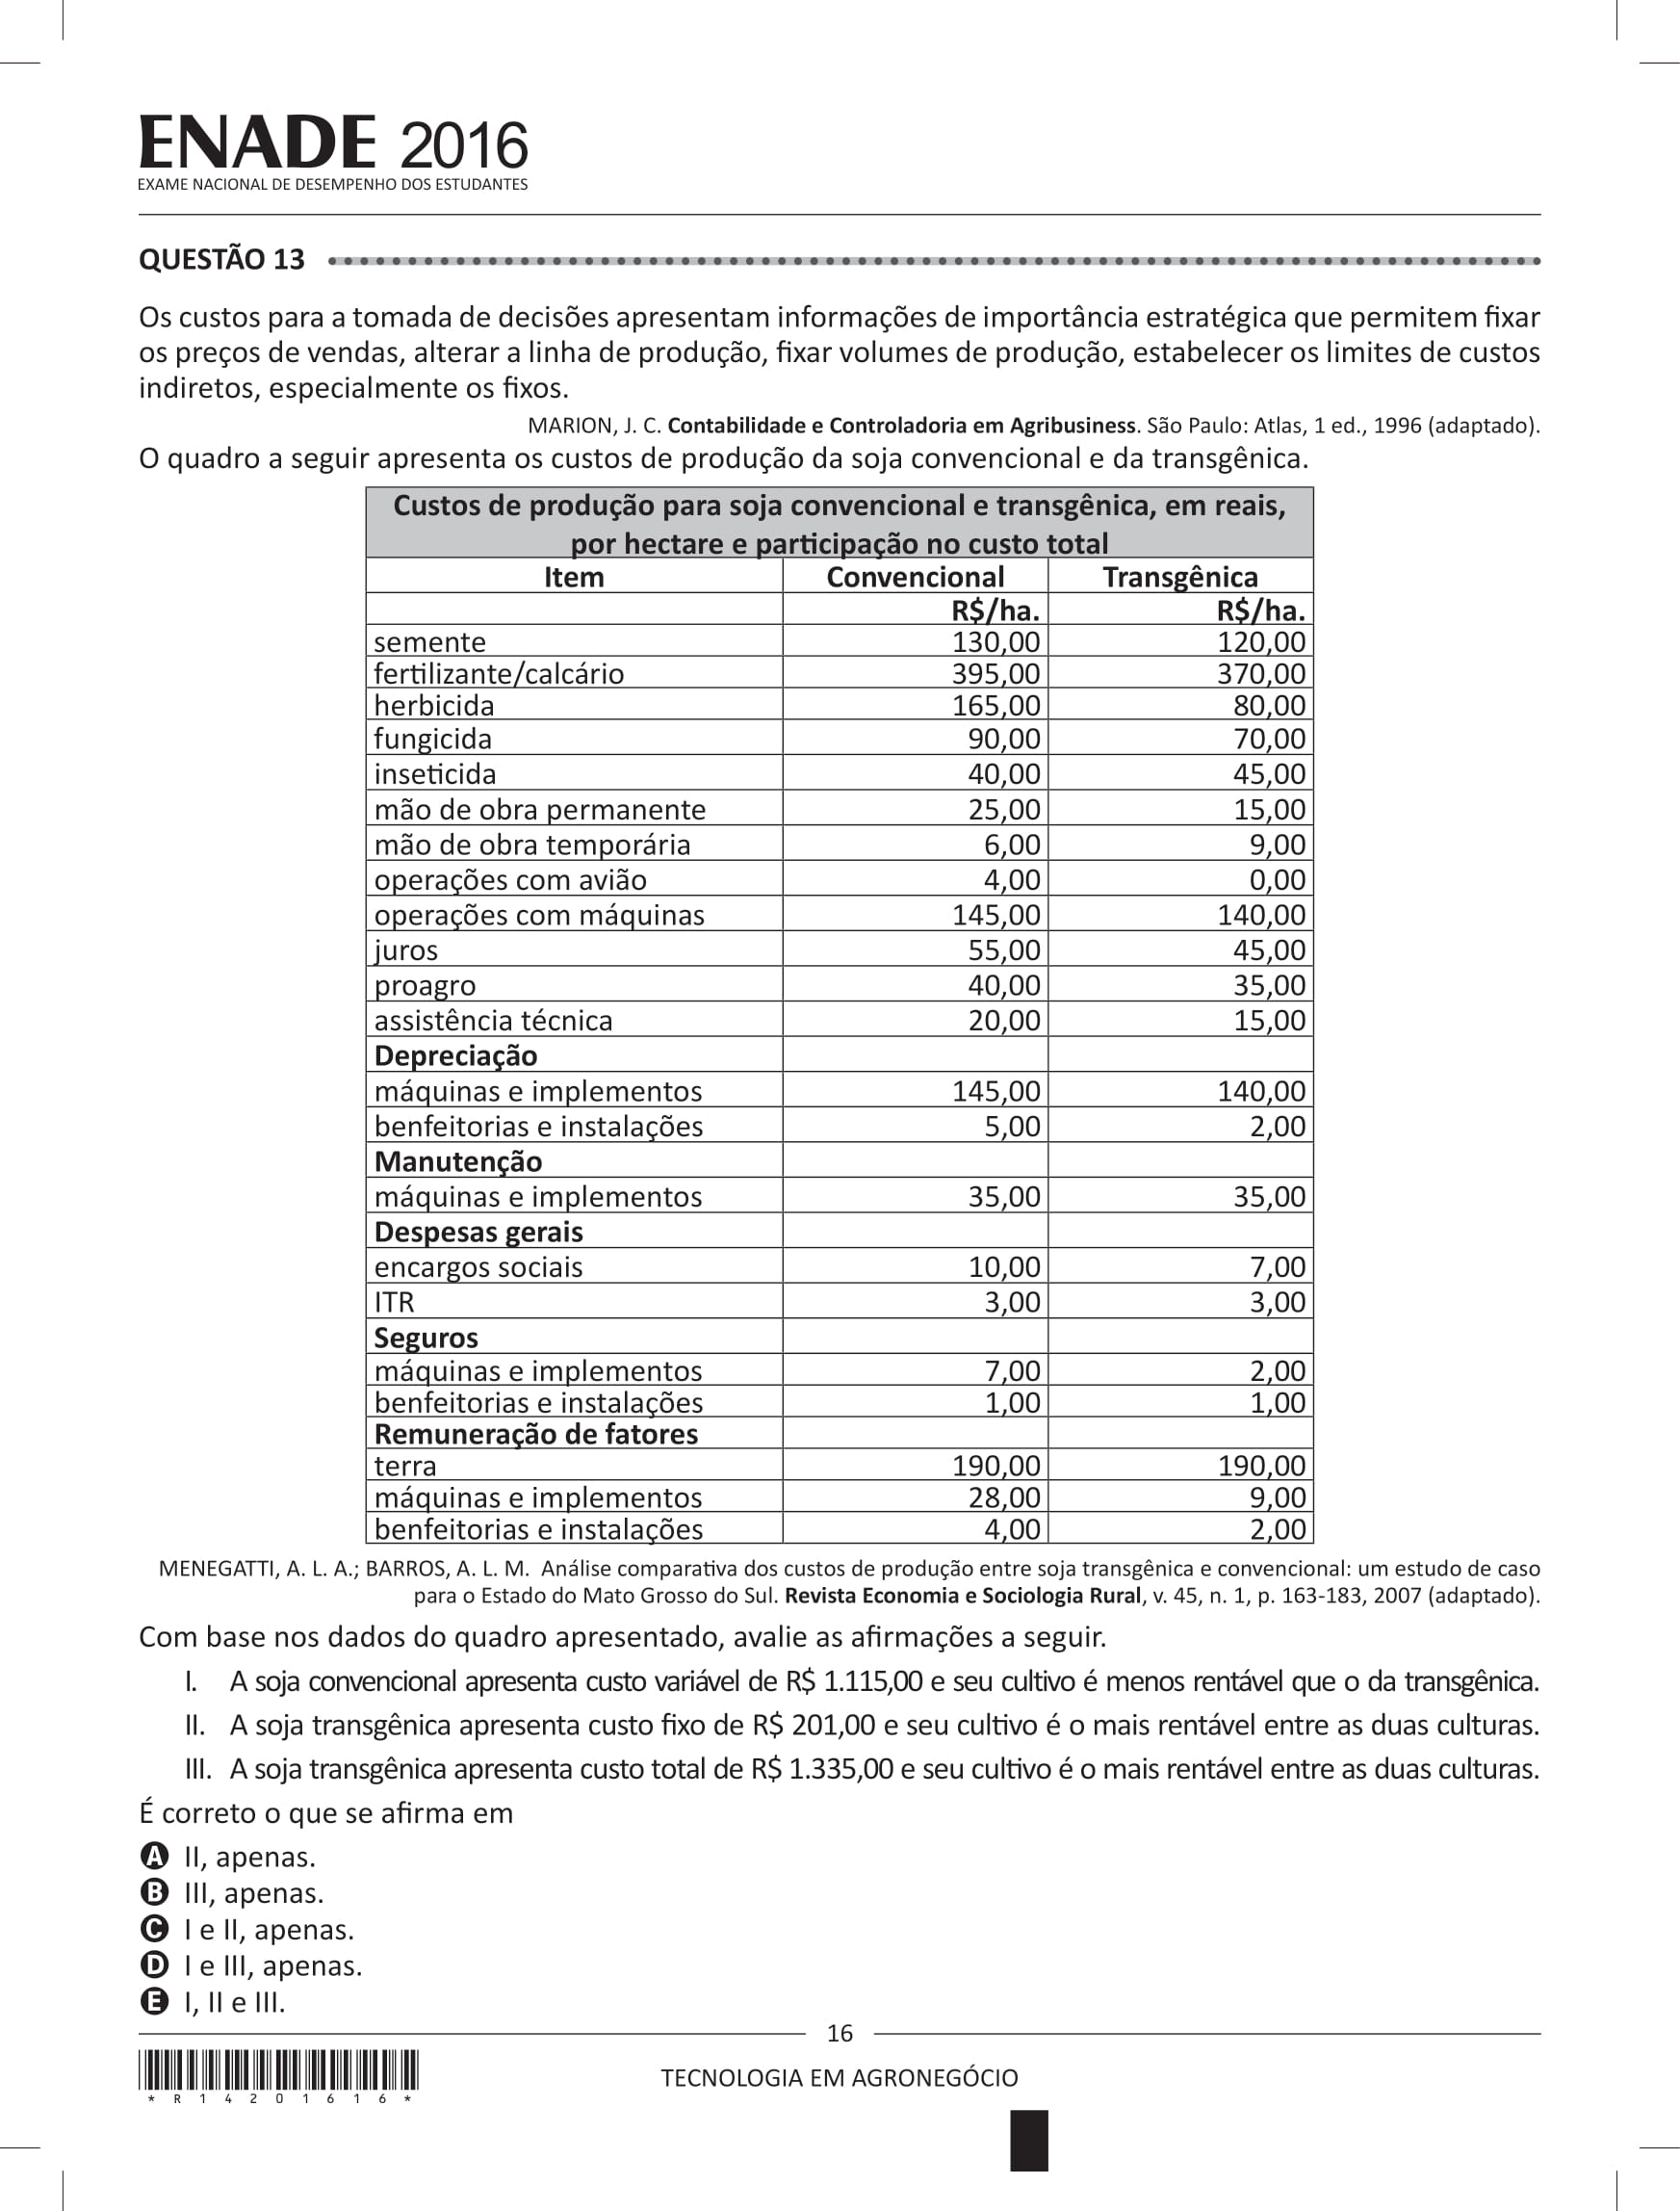 ENADE 2016
EXAME NACIONAL DE DESEMPENHO DOS ESTUDANTES
QUESTÃO 13
Os custos para a tomada de decisões apresentam informações de importância estratégica que permitem fixar
os preços de vendas, alterar a linha de produção, fixar volumes de produção, estabelecer os limites de custos
indiretos, especialmente os fixos.
MARION, J. C. Contabilidade e Controladoria em Agribusiness. São Paulo: Atlas, 1 ed., 1996 (adaptado).
O quadro a seguir apresenta os custos de produção da soja convencional e da transgênica.
Custos de produção para soja convencional e transgênica, em reais,
por hectare e participação no custo total
Item Convencional Transgênica
R$/ha. R$/ha.
semente 130,00 120,00
fertilizante/calcário 395,00 370,00
herbicida 165,00 80,00
fungicida 90,00 70,00
inseticida 40,00 45,00
mão de obra permanente 25,00 15,00
mão de obra temporária 6,00 9,00
operações com avião 4,00 0,00
operações com máquinas 145,00 140,00
juros 55,00 45,00
proagro 40,00 35,00
assistência técnica 20,00 15,00
Depreciação
máquinas e implementos 145,00 140,00
benfeitorias e instalações 5,00 2,00
Manutenção
máquinas e implementos 35,00 35,00
Despesas gerais
encargos sociais 10,00 7,00
ITR 3,00 3,00
Seguros
máquinas e implementos 7,00 2,00
benfeitorias e instalações 1,00 1,00
Remuneração de fatores
terra 190,00 190,00
máquinas e implementos 28,00 9,00
benfeitorias e instalações 4,00 2,00
MENEGATTI, A. L. A.; BARROS, A. L. M. Análise comparativa dos custos de produção entre soja transgênica e convencional: um estudo de caso
para o Estado do Mato Grosso do Sul. Revista Economia e Sociologia Rural, v. 45, n. 1, p. 163-183, 2007 (adaptado).
Com base nos dados do quadro apresentado, avalie as afirmações a seguir.
I. A soja convencional apresenta custo variável de R$ 1.115,00 e seu cultivo é menos rentável que o da transgênica.
II. A soja transgênica apresenta custo fixo de R$ 201,00 e seu cultivo é o mais rentável entre as duas culturas.
III. A soja transgênica apresenta custo total de R$ 1.335,00 e seu cultivo é o mais rentável entre as duas culturas.
É correto o que se afirma em
A II, apenas.
B III, apenas.
C I e II, apenas.
D I e III, apenas.
E I, II e III.
16
TECNOLOGIA EM AGRONEGÓCIO
* R 1 4 2 0 1 6 1 6 *